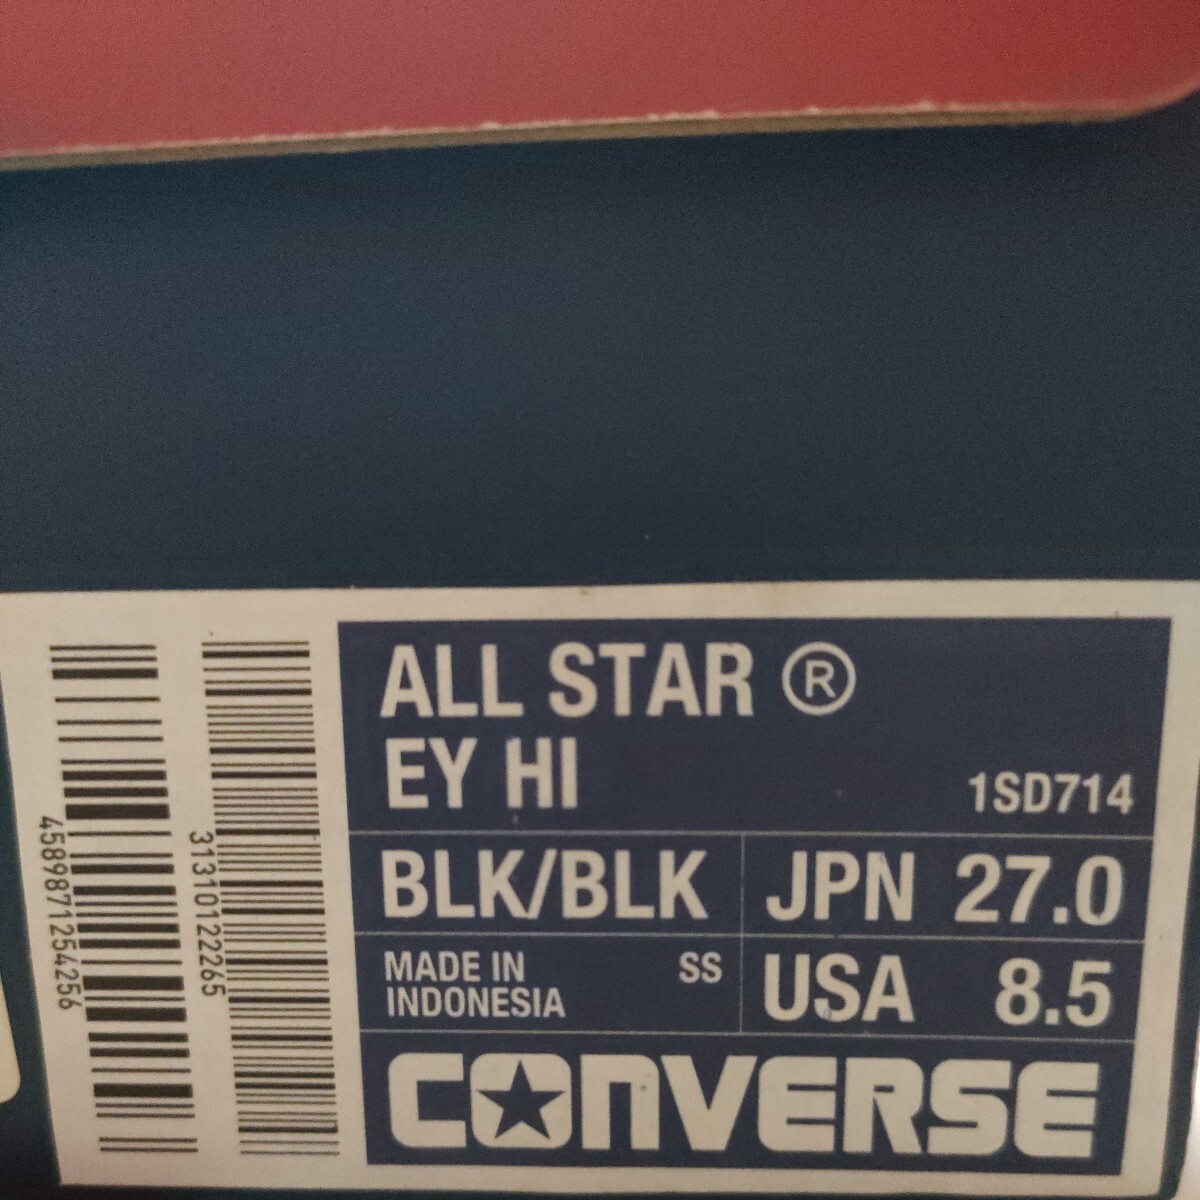 ALL STAR ®
EY HI
1SD714
BLK/BLK
JPN 27.0
MADE IN
INDONESIA
SS
USA 8.5
CONVERSE
4589871254256
31310122265